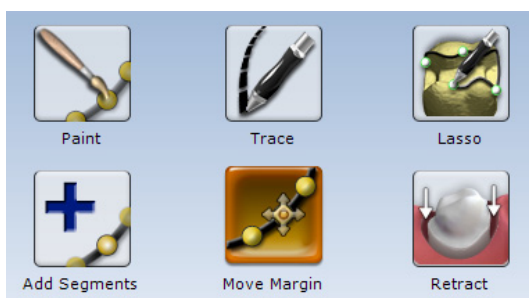 Paint
Trace
Lasso
Add Segments
Move Margin
Retract